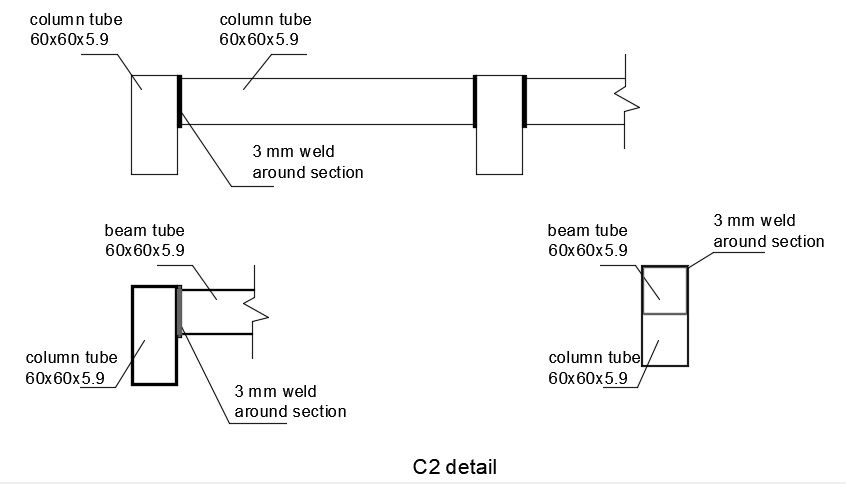 column tube
60x60x5.9
column tube
60x60x5.9
3 mm weld
around section
beam tube
60x60x5.9
column tube
60x60x5.9
3 mm weld
around section
beam tube
60x60x5.9
3 mm weld
around section
column tube
60x60x5.9
C2 detail